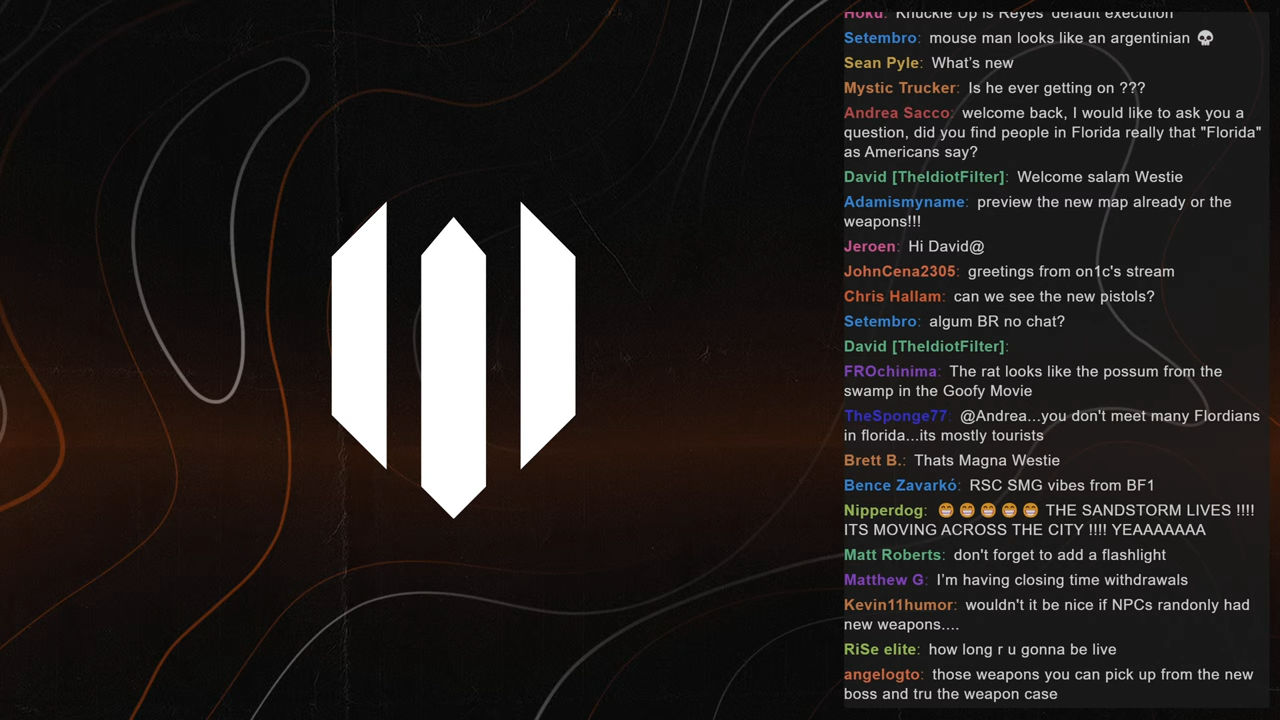 Hoku: Knuckle Up is Reyes' default execution
Setembro: mouse man looks like an argentinian 💀
Sean Pyle: What's new
Mystic Trucker: Is he ever getting on ???
Andrea Sacco: welcome back, I would like to ask you a
question, did you find people in Florida really that "Florida"
as Americans say?
David [TheIdiotFilter]: Welcome salam Westie
Adamismyname: preview the new map already or the
weapons!!!
Jeroen: Hi David@
JohnCena2305: greetings from on1c's stream
Chris Hallam: can we see the new pistols?
Setembro: algum BR no chat?
David [TheIdiotFilter]:
FROchinima: The rat looks like the possum from the
swamp in the Goofy Movie
TheSponge77: @Andrea...you don't meet many Flordians
in florida...its mostly tourists
Brett B.: Thats Magna Westie
Bence Zavarkó: RSC SMG vibes from BF1
Nipperdog: 😁 😁 😁 😁 😁 THE SANDSTORM LIVES !!!!
ITS MOVING ACROSS THE CITY !!!! YEAAAAAAA
Matt Roberts: don't forget to add a flashlight
Matthew G: I'm having closing time withdrawals
Kevin11humor: wouldn't it be nice if NPCs randonly had
new weapons....
RiSe elite: how long r u gonna be live
angelogto: those weapons you can pick up from the new
boss and tru the weapon case